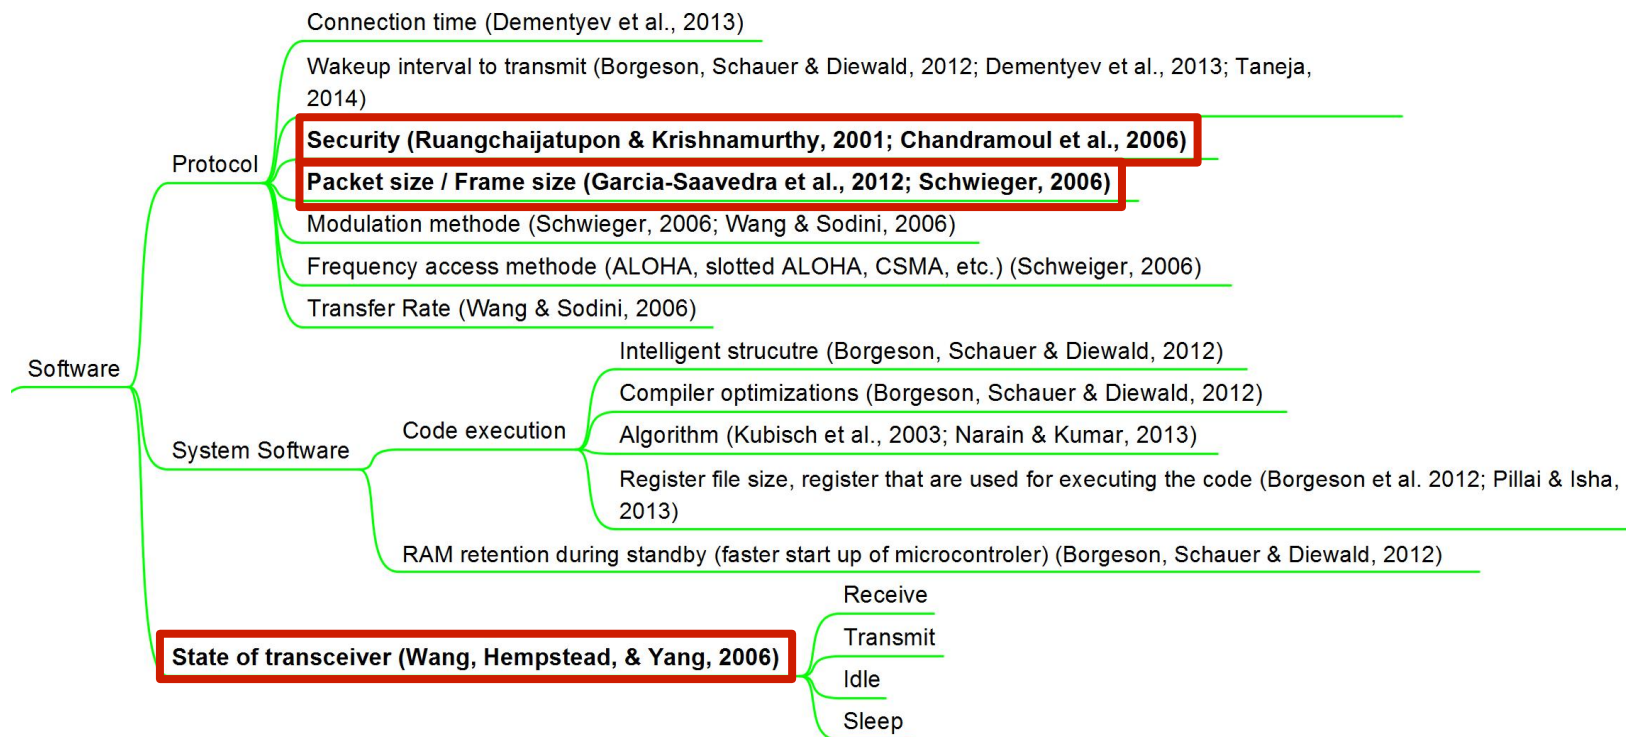 Connection time (Dementyev et al., 2013)
Wakeup interval to transmit (Borgeson, Schauer & Diewald, 2012; Dementyev et al., 2013; Taneja,
2014)
Security (Ruangchaijatupon & Krishnamurthy, 2001; Chandramoul et al., 2006)
Protocol
Packet size / Frame size (Garcia-Saavedra et al., 2012; Schwieger, 2006)
Modulation methode (Schwieger, 2006; Wang & Sodini, 2006)
Frequency access methode (ALOHA, slotted ALOHA, CSMA, etc.) (Schweiger, 2006)
Transfer Rate (Wang & Sodini, 2006)
Software
Intelligent strucutre (Borgeson, Schauer & Diewald, 2012)
Compiler optimizations (Borgeson, Schauer & Diewald, 2012)
Code execution
Algorithm (Kubisch et al., 2003; Narain & Kumar, 2013)
System Software
Register file size, register that are used for executing the code (Borgeson et al. 2012; Pillai & Isha,
2013)
RAM retention during standby (faster start up of microcontroler) (Borgeson, Schauer & Diewald, 2012)
State of transceiver (Wang, Hempstead, & Yang, 2006)
Receive
Transmit
Idle
Sleep